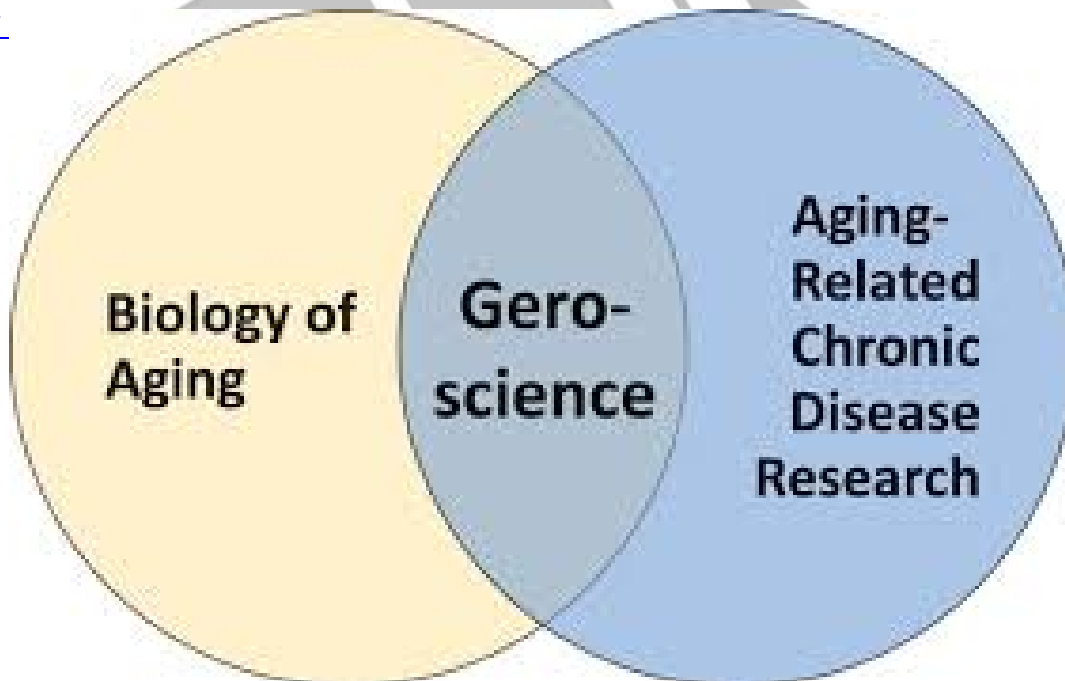 Biology of
Aging
Gero-
science
Aging-
Related
Chronic
Disease
Research